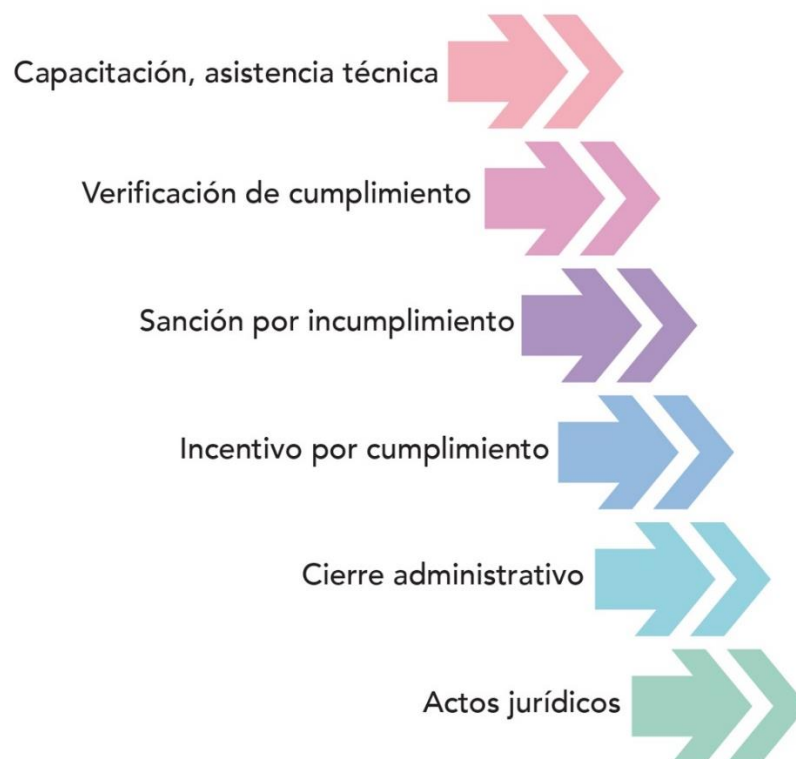 Capacitación, asistencia técnica
Verificación de cumplimiento
Sanción por incumplimiento
Incentivo por cumplimiento
Cierre administrativo
Actos jurídicos